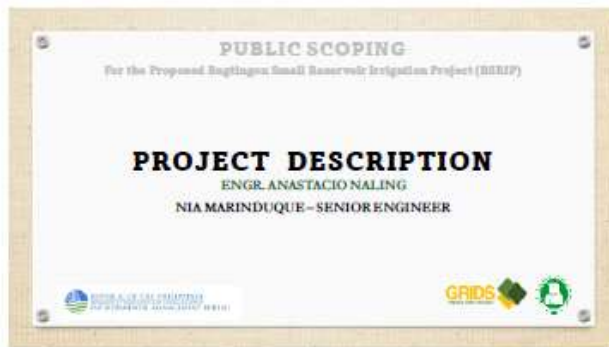 PUBLIC SCOPING
For the Proposed Bagtingon Small Reservoir Irrigation Project (BSRIP)
PROJECT DESCRIPTION
ENGR. ANASTACIO NALING
NIA MARINDUQUE – SENIOR ENGINEER
GRIDS